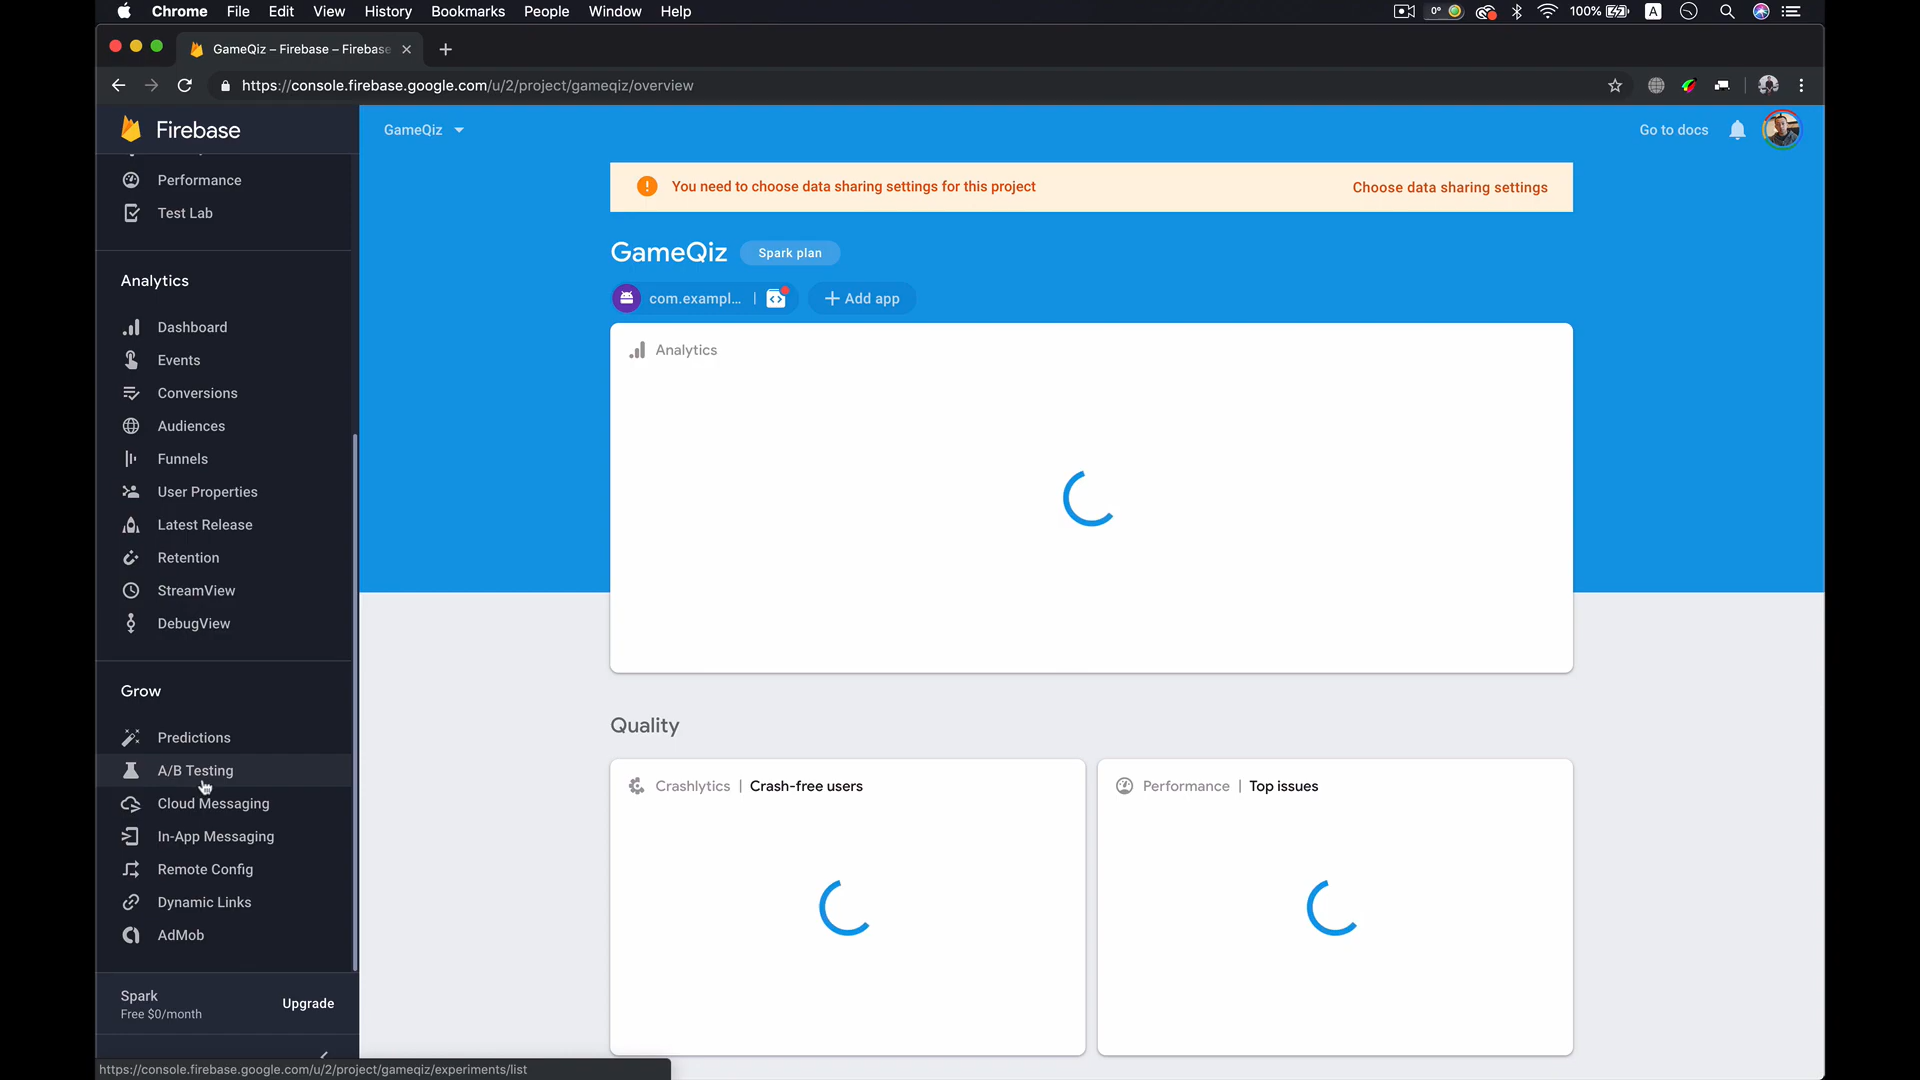 Chrome File Edit View History Bookmarks People Window Help
0° 100% A
GameQiz – Firebase – Firebase
https://console.firebase.google.com/u/2/project/gameqiz/overview
Firebase
GameQiz
Go to docs
Performance
Test Lab
Analytics
Dashboard
Events
Conversions
Audiences
Funnels
User Properties
Latest Release
Retention
StreamView
DebugView
Grow
Predictions
A/B Testing
Cloud Messaging
In-App Messaging
Remote Config
Dynamic Links
AdMob
Spark
Free $0/month
Upgrade
You need to choose data sharing settings for this project
Choose data sharing settings
GameQiz Spark plan
com.exampl... | + Add app
Analytics
Quality
Crashlytics | Crash-free users
Performance | Top issues
https://console.firebase.google.com/u/2/project/gameqiz/experiments/list